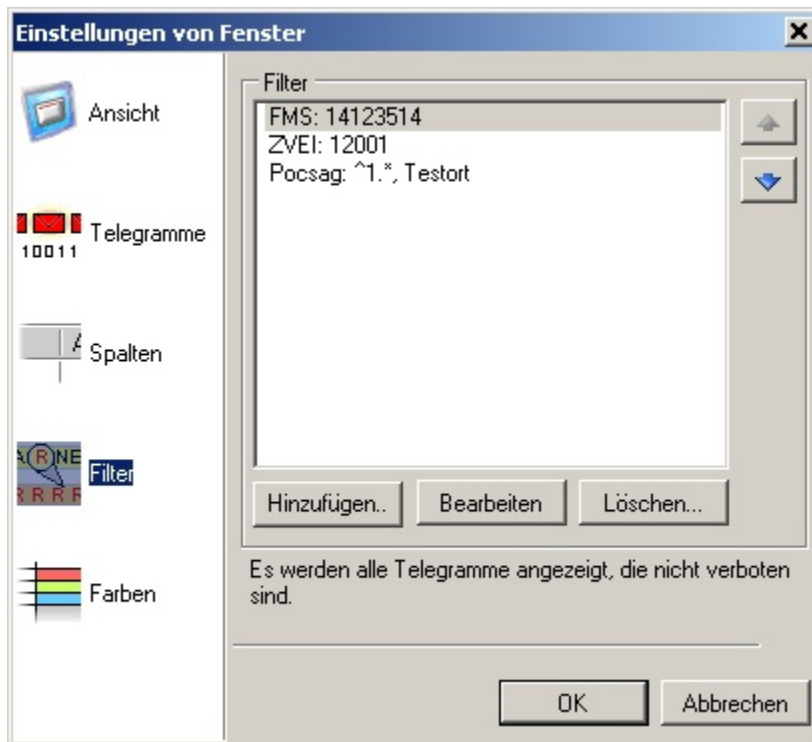 Einstellungen von Fenster
Ansicht
Telegramme
10011
Spalten
A(R)NE
R R R R
Filter
Farben
Filter
FMS: 14123514
ZVEI: 12001
Pocsag: ^1.*, Testort
Hinzufügen..
Bearbeiten
Löschen...
Es werden alle Telegramme angezeigt, die nicht verboten
sind.
OK
Abbrechen